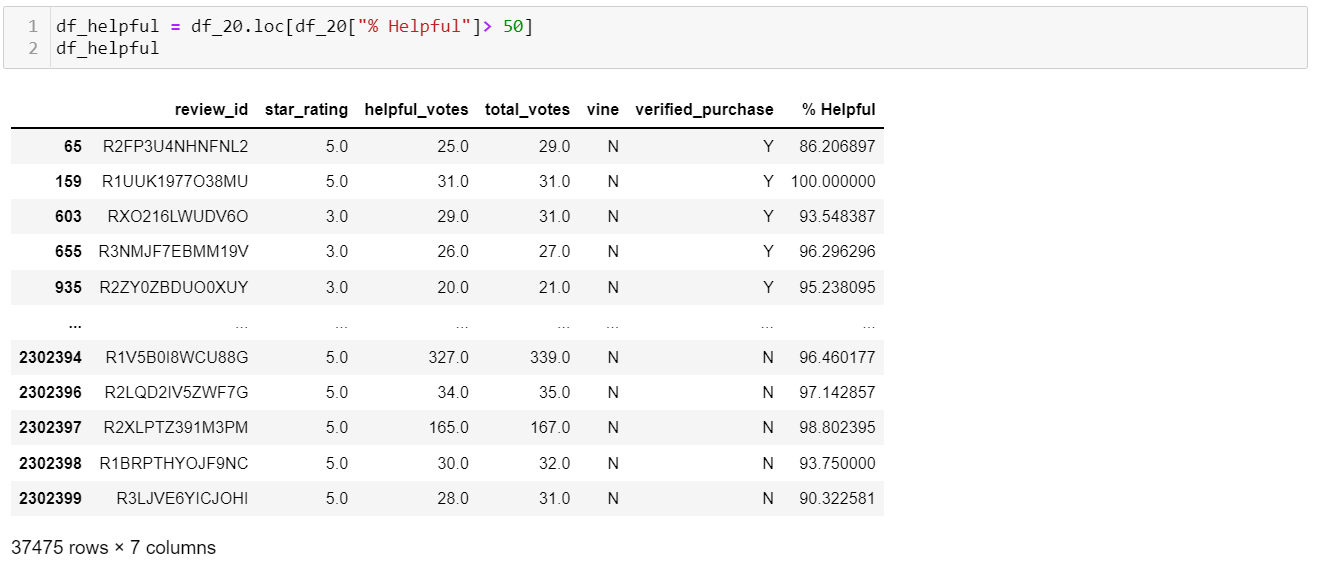 1 df_helpful = df_20.loc[df_20["% Helpful"]> 50]
2 df_helpful
review_id star_rating helpful_votes total_votes vine verified_purchase % Helpful
65 R2FP3U4NHNFNL2 5.0 25.0 29.0 N Y 86.206897
159 R1UUK1977O38MU 5.0 31.0 31.0 N Y 100.000000
603 RXO216LWUDV6O 3.0 29.0 31.0 N Y 93.548387
655 R3NMJF7EBMM19V 3.0 26.0 27.0 N Y 96.296296
935 R2ZY0ZBDUO0XUY 3.0 20.0 21.0 N Y 95.238095
... ... ... ... ... ... ... ...
2302394 R1V5B0I8WCU88G 5.0 327.0 339.0 N N 96.460177
2302396 R2LQD2IV5ZWF7G 5.0 34.0 35.0 N N 97.142857
2302397 R2XLPTZ391M3PM 5.0 165.0 167.0 N N 98.802395
2302398 R1BRPTHYOJF9NC 5.0 30.0 32.0 N N 93.750000
2302399 R3LJVE6YICJOHI 5.0 28.0 31.0 N N 90.322581
37475 rows × 7 columns